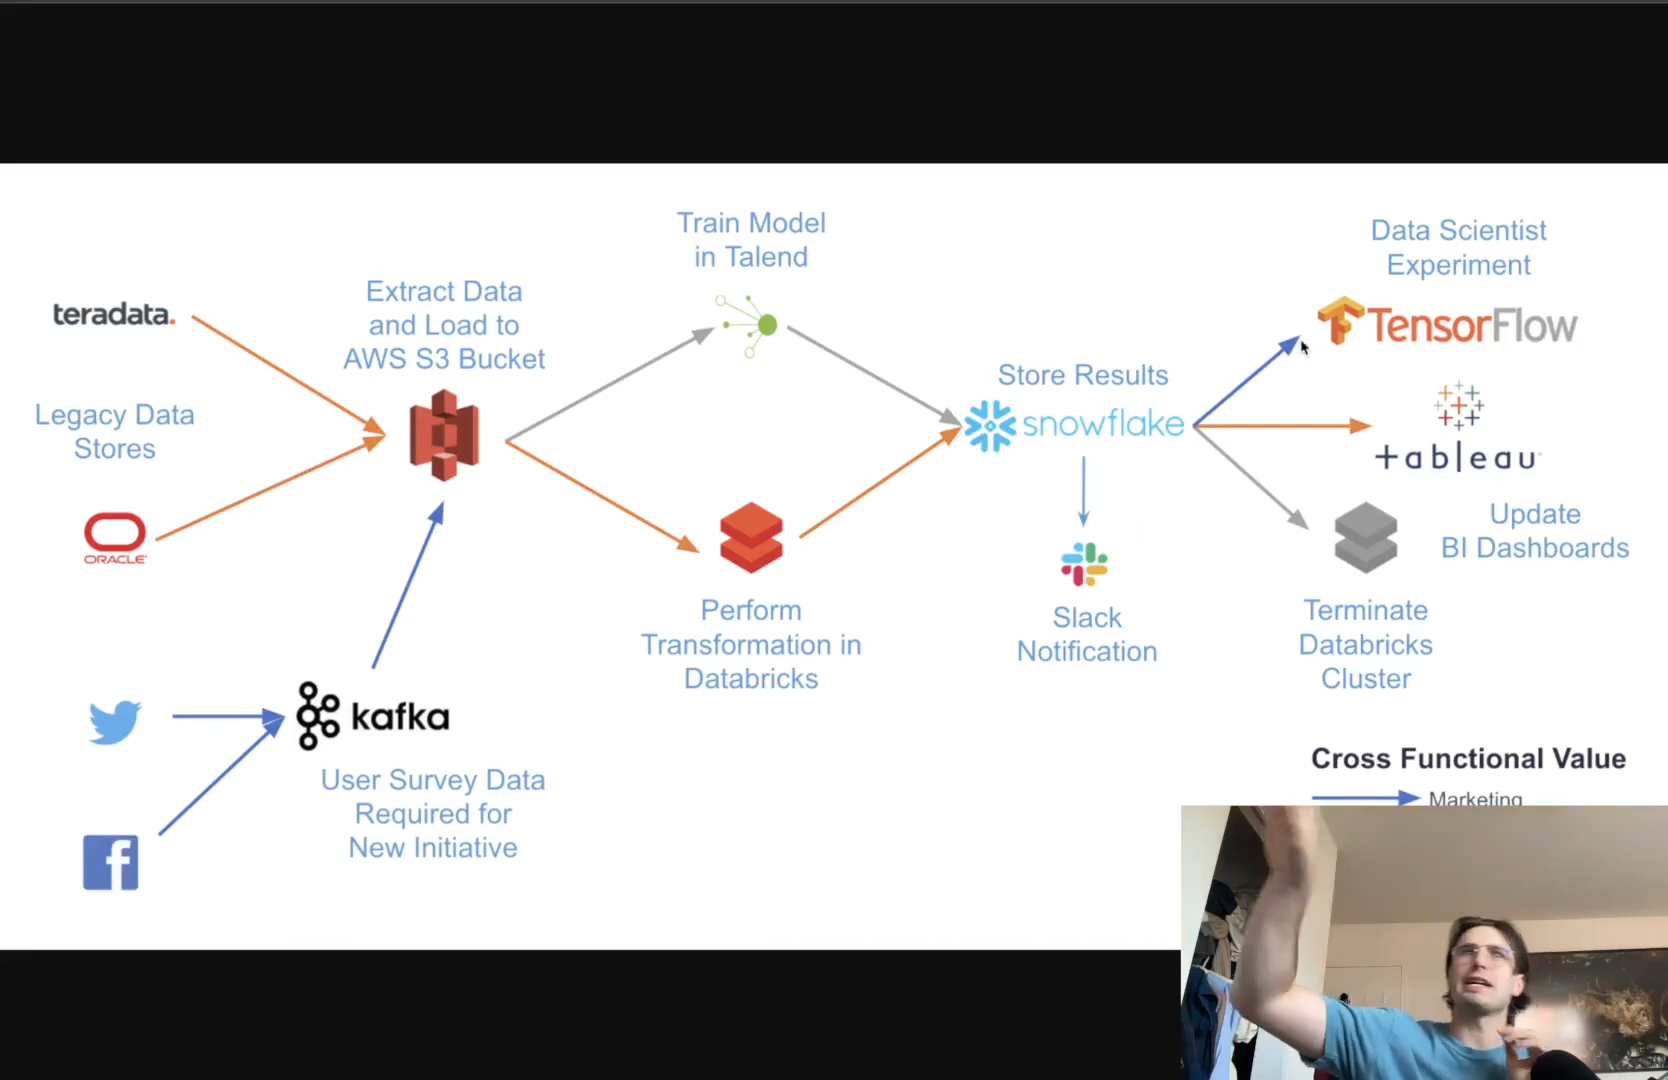 teradata.
Legacy Data
Stores
ORACLE
Extract Data
and Load to
AWS S3 Bucket
kafka
User Survey Data
Required for
New Initiative
f
Train Model
in Talend
Perform
Transformation in
Databricks
Store Results
snowflake
Slack
Notification
Data Scientist
Experiment
TensorFlow
+ableau
Update
BI Dashboards
Terminate
Databricks
Cluster
Cross Functional Value
Marketing